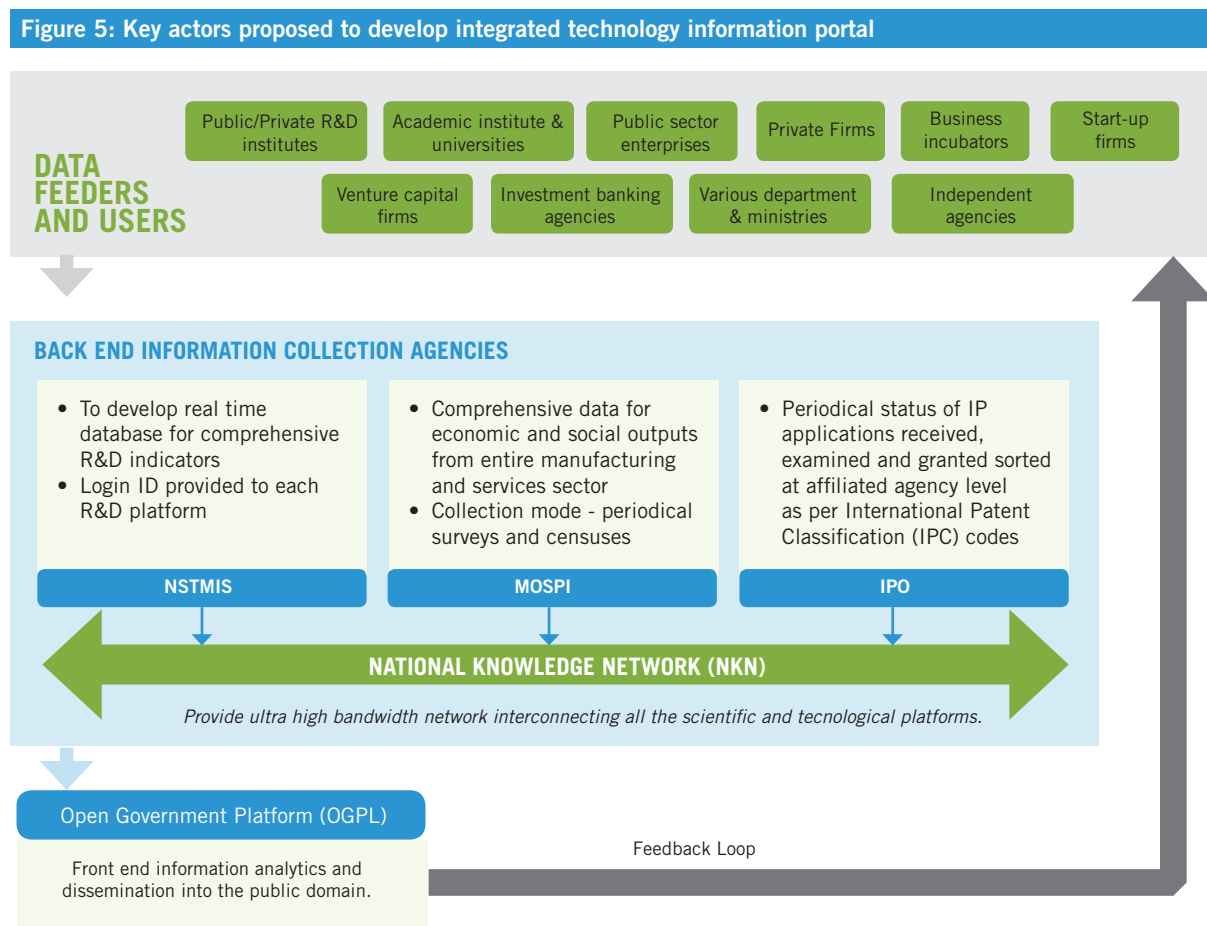 Figure 5: Key actors proposed to develop integrated technology information portal
DATA
FEEDERS
AND USERS
Public/Private R&D
institutes
Academic institute &
universities
Public sector
enterprises
Private Firms
Business
incubators
Start-up
firms
Venture capital
firms
Investment banking
agencies
Various department
& ministries
Independent
agencies
BACK END INFORMATION COLLECTION AGENCIES
• To develop real time
database for comprehensive
R&D indicators
• Login ID provided to each
R&D platform
NSTMIS
• Comprehensive data for
economic and social outputs
from entire manufacturing
and services sector
• Collection mode - periodical
surveys and censuses
MOSPI
• Periodical status of IP
applications received,
examined and granted sorted
at affiliated agency level
as per International Patent
Classification (IPC) codes
IPO
NATIONAL KNOWLEDGE NETWORK (NKN)
Provide ultra high bandwidth network interconnecting all the scientific and tecnological platforms.
Open Government Platform (OGPL)
Front end information analytics and
dissemination into the public domain.
Feedback Loop